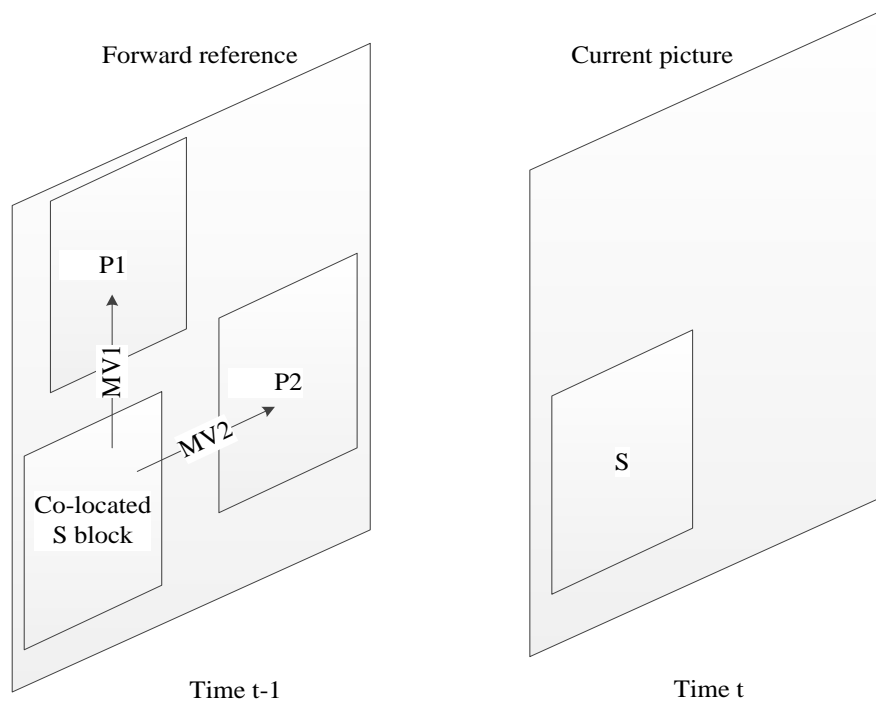 Forward reference
Current picture
P1
MV1
P2
MV2
Co-located
S block
S
Time t-1
Time t